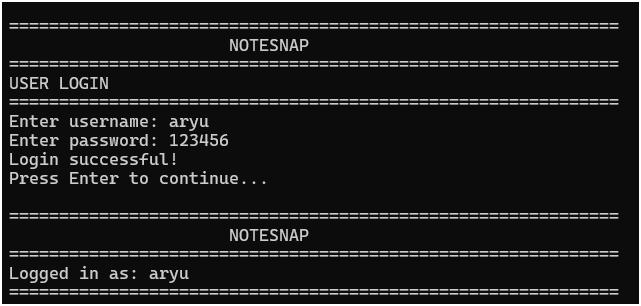 =============================================================
NOTESNAP
=============================================================
USER LOGIN
=============================================================
Enter username: aryu
Enter password: 123456
Login successful!
Press Enter to continue...
=============================================================
NOTESNAP
=============================================================
Logged in as: aryu
=============================================================